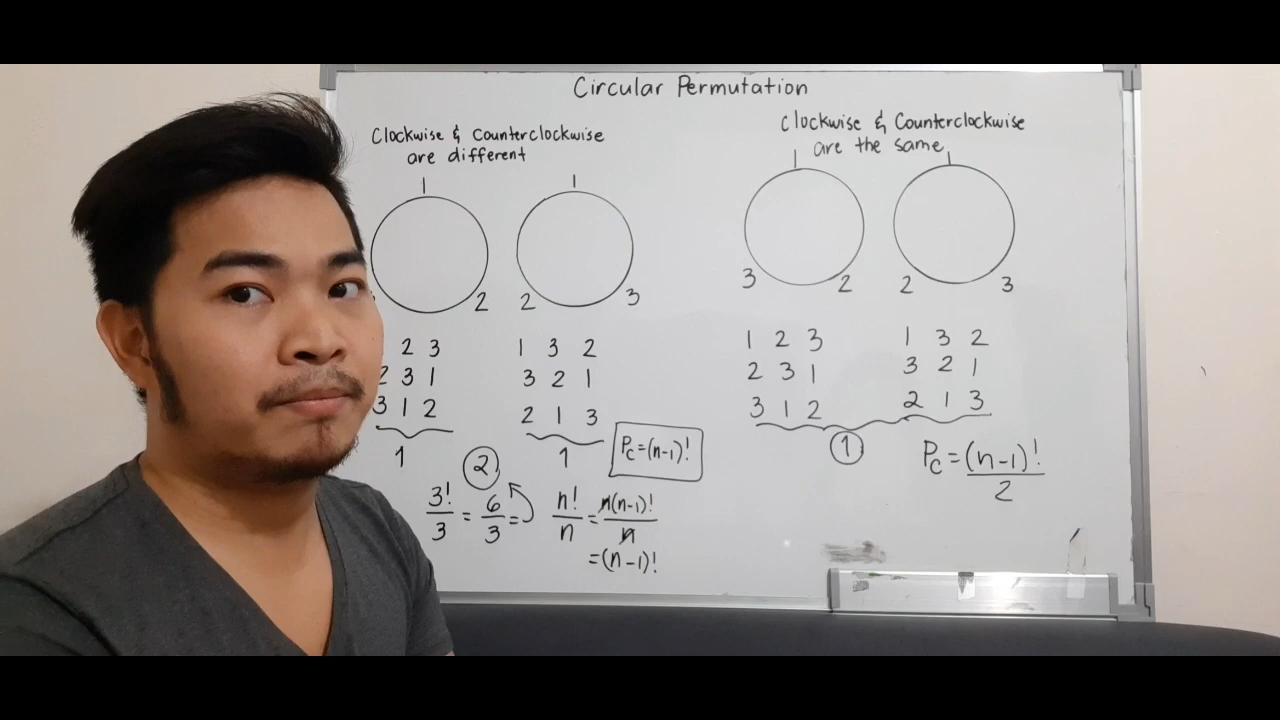 Circular Permutation
Clockwise & Counterclockwise
are different
1
2
1
2 3
2 3
2 3 1
3 1 2
1
1 3 2
3 2 1
2 1 3
1
2
Pc=(n-1)!
3!/3 = 6/3 =
n!/n = n(n-1)!/n
=(n-1)!
Clockwise & Counterclockwise
are the same
1
3 2
1
2 3
1 2 3
2 3 1
3 1 2
1 3 2
3 2 1
2 1 3
1
Pc=(n-1)!/2